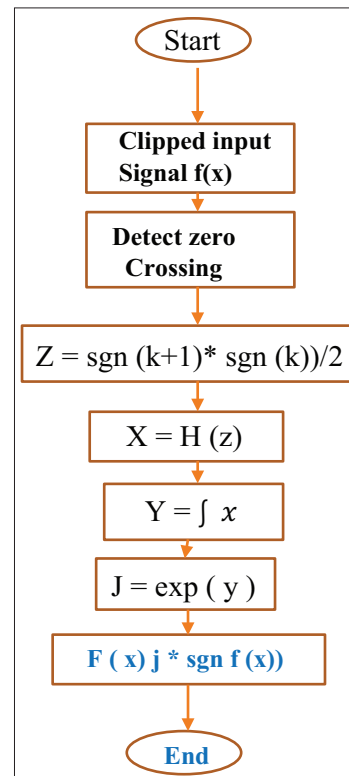 Start
Clipped input
Signal f(x)
Detect zero
Crossing
Z = sgn (k+1)* sgn (k))/2
X = H (z)
Y = ∫ x
J = exp ( y )
F ( x) j * sgn f (x))
End